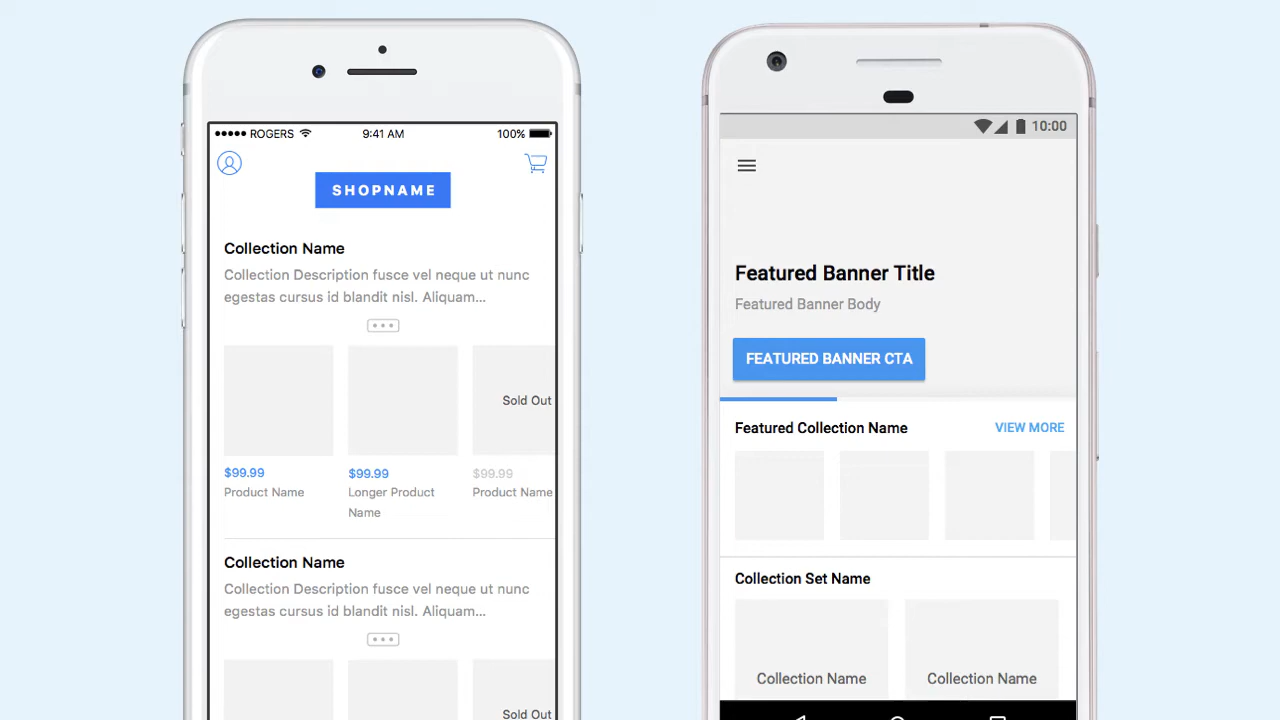 ROGERS 9:41 AM 100%
SHOPNAME
Collection Name
Collection Description fusce vel neque ut nunc
egestas cursus id blandit nisl. Aliquam...
Sold Out
$99.99 $99.99 $99.99
Product Name Longer Product Product Name
Name
Collection Name
Collection Description fusce vel neque ut nunc
egestas cursus id blandit nisl. Aliquam...
Sold Out
10:00
Featured Banner Title
Featured Banner Body
FEATURED BANNER CTA
Featured Collection Name VIEW MORE
Collection Set Name
Collection Name Collection Name